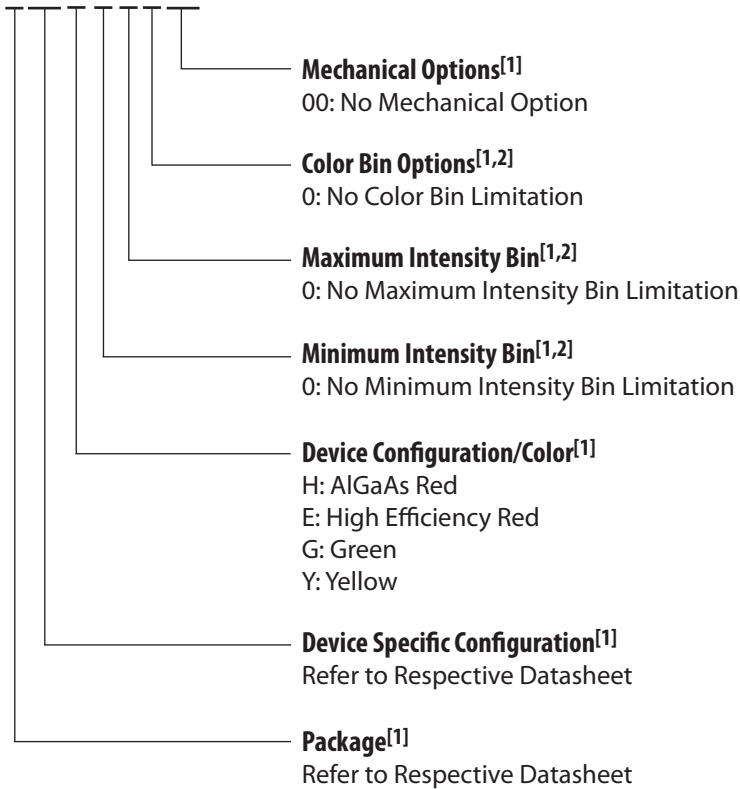 Mechanical Options[1]
00: No Mechanical Option
Color Bin Options[1,2]
0: No Color Bin Limitation
Maximum Intensity Bin[1,2]
0: No Maximum Intensity Bin Limitation
Minimum Intensity Bin[1,2]
0: No Minimum Intensity Bin Limitation
Device Configuration/Color[1]
H: AlGaAs Red
E: High Efficiency Red
G: Green
Y: Yellow
Device Specific Configuration[1]
Refer to Respective Datasheet
Package[1]
Refer to Respective Datasheet